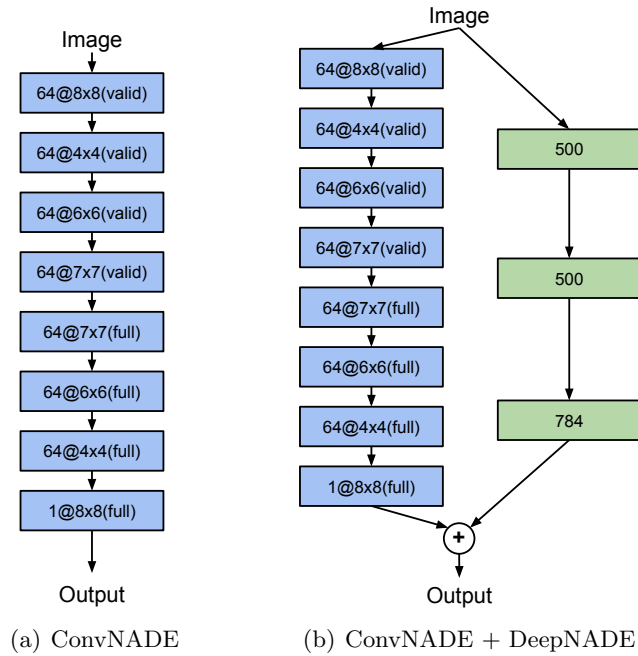 Image
64@8x8(valid)
64@4x4(valid)
64@6x6(valid)
64@7x7(valid)
64@7x7(full)
64@6x6(full)
64@4x4(full)
1@8x8(full)
Output
(a) ConvNADE
Image
64@8x8(valid)
64@4x4(valid)
64@6x6(valid)
64@7x7(valid)
64@7x7(full)
64@6x6(full)
64@4x4(full)
1@8x8(full)
500
500
784
+
Output
(b) ConvNADE + DeepNADE